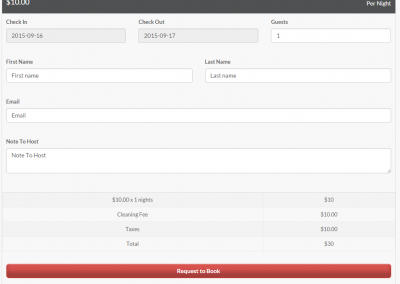 $10.00 Per Night
Check In Check Out Guests
2015-09-16 2015-09-17 1
First Name Last Name
First name Last name
Email
Email
Note To Host
Note To Host
$10.00 x 1 nights $10
Cleaning Fee $10.00
Taxes $10.00
Total $30
Request to Book